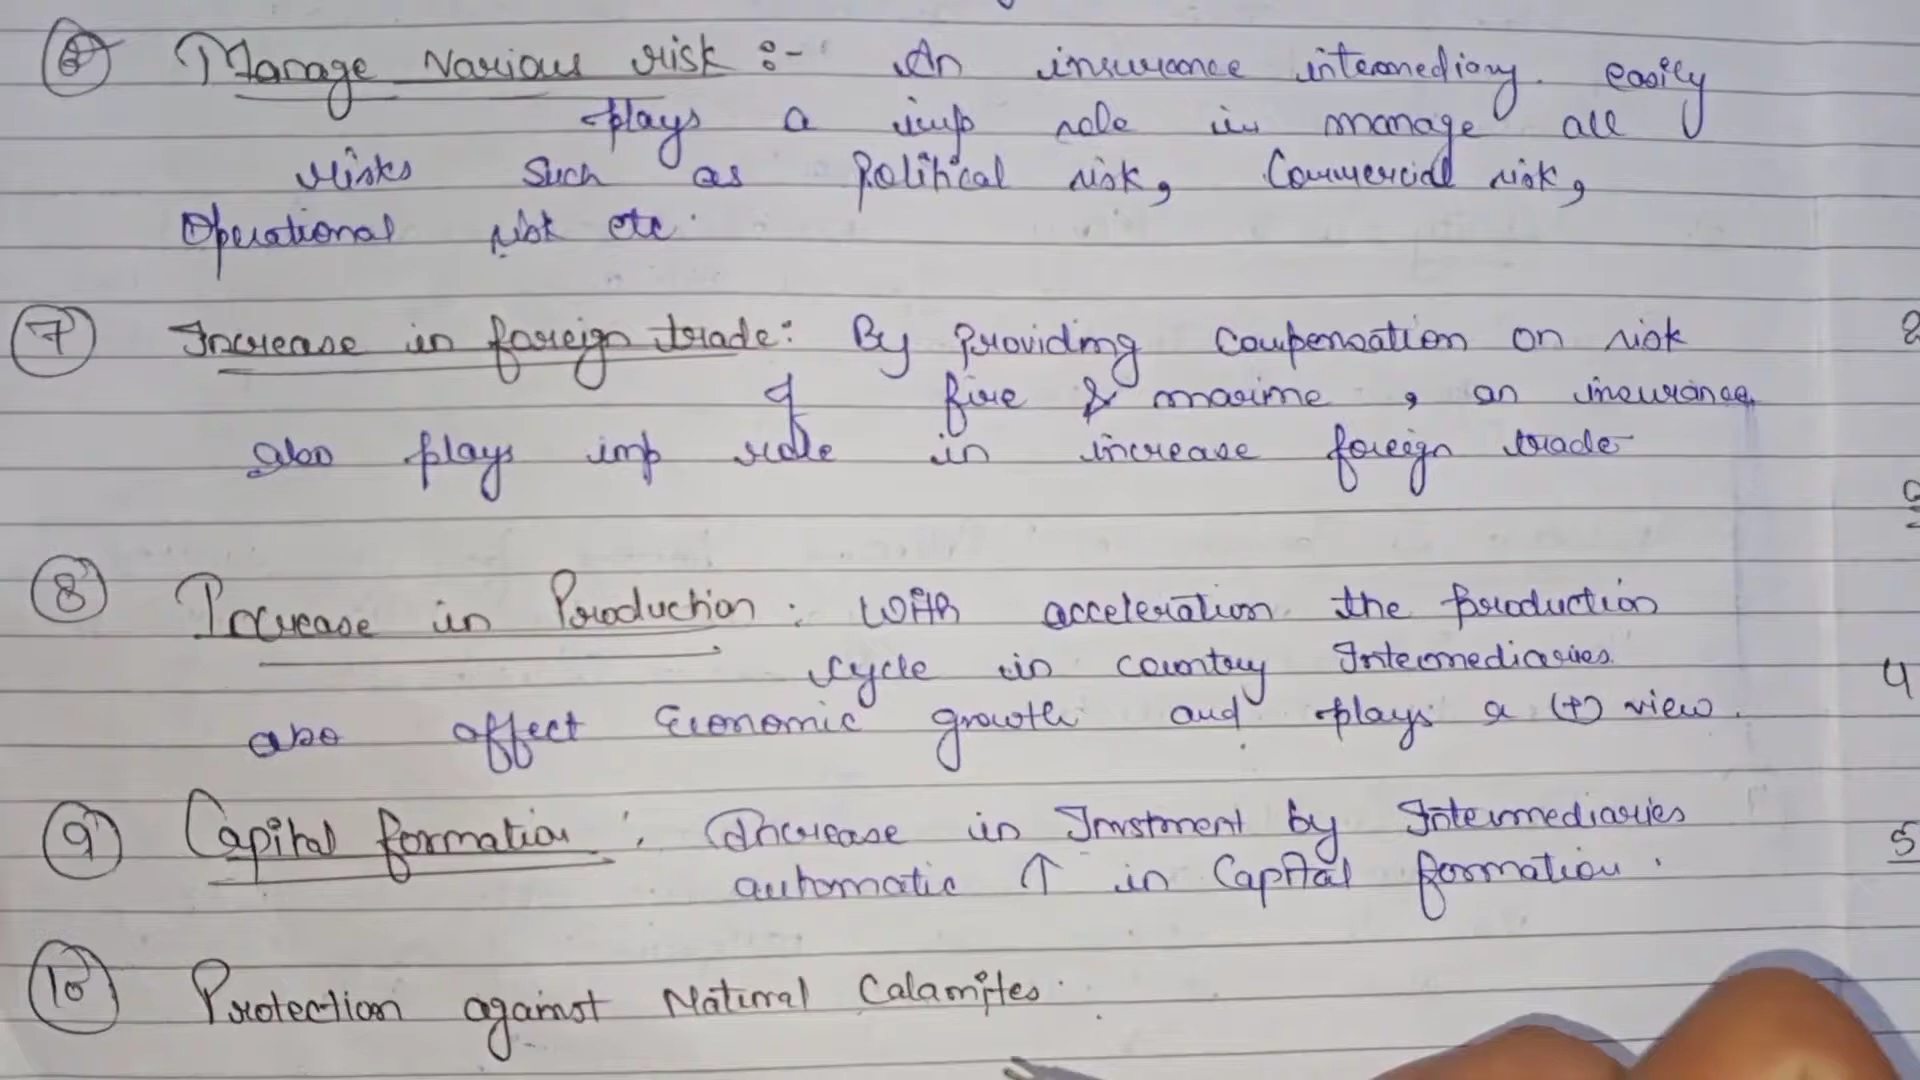 ⑥ Manage Various risk :- An insurance intermediary easily
plays a imp role in manage all
risks such as Political risk, Commercial risk,
Operational risk etc.
⑦ Increase in foreign trade: By Providing Compensation on risk
of fire & marine, an insurance
also plays imp role in increase foreign trade
⑧ Increase in Production: With acceleration the Production
cycle in country Intermediaries
also affect Economic growth and plays a (+) view.
⑨ Capital formation: Increase in Invstment by Intermediaries
automatic ↑ in Capital formation.
⑩ Protection against Natural Calamites.
4
5